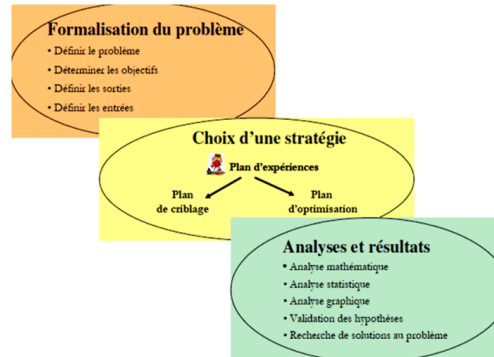 Formalisation du problème
• Définir le problème
• Déterminer les objectifs
• Définir les sorties
• Définir les entrées
Choix d'une stratégie
Plan d'expériences
Plan de criblage
Plan d'optimisation
Analyses et résultats
• Analyse mathématique
• Analyse statistique
• Analyse graphique
• Validation des hypothèses
• Recherche de solutions au problème